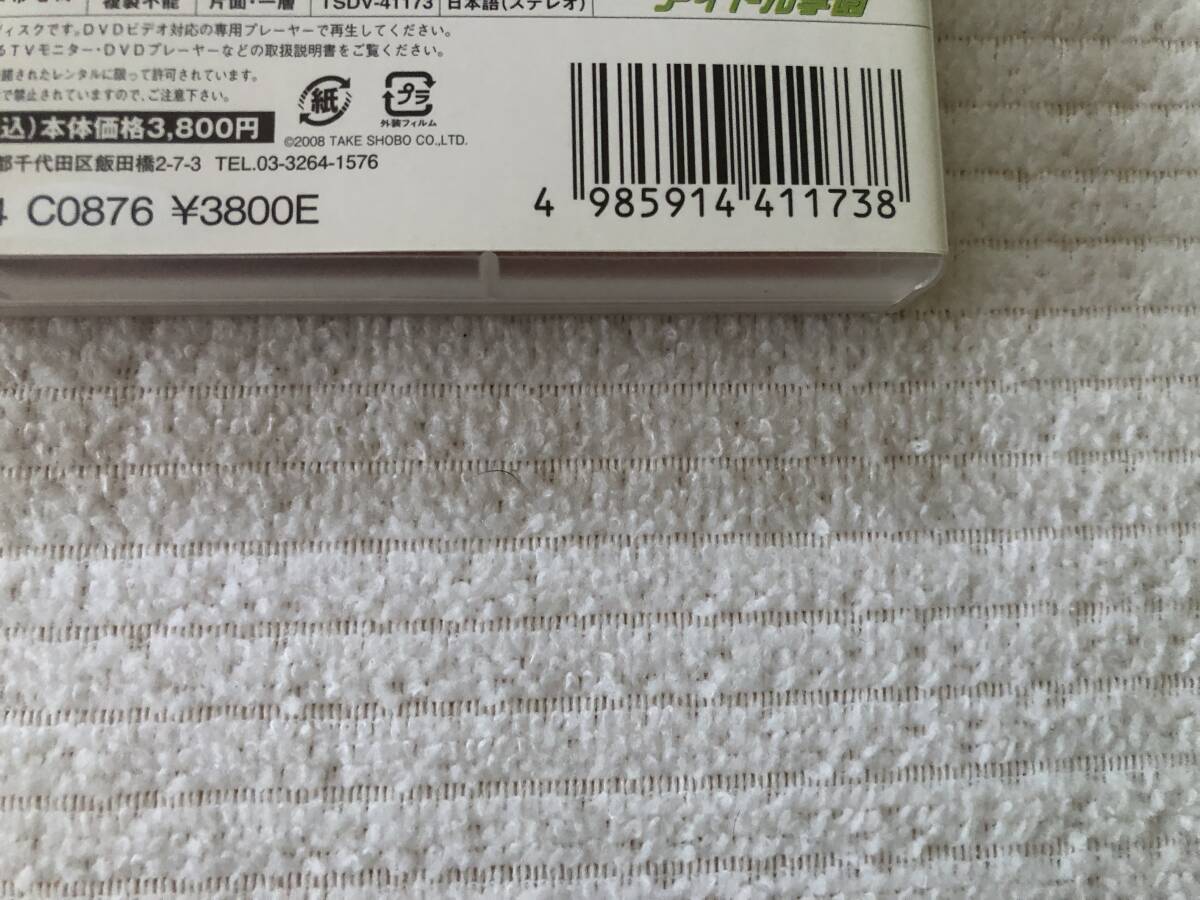 複製不能 片面・一層 TSDV-41173 日本語(ステレオ)
アイドル学園
ィスクです。DVDビデオ対応の専用プレーヤーで再生してください。
るTVモニター・DVDプレーヤーなどの取扱説明書をご覧ください。
諾されたレンタルに限って許可されています。
で禁止されていますので、ご注意下さい。
紙
プラ
外装フィルム
込)本体価格3,800円
©2008 TAKE SHOBO CO.,LTD.
都千代田区飯田橋2-7-3 TEL.03-3264-1576
4 C0876 ¥3800E
4 985914 411738